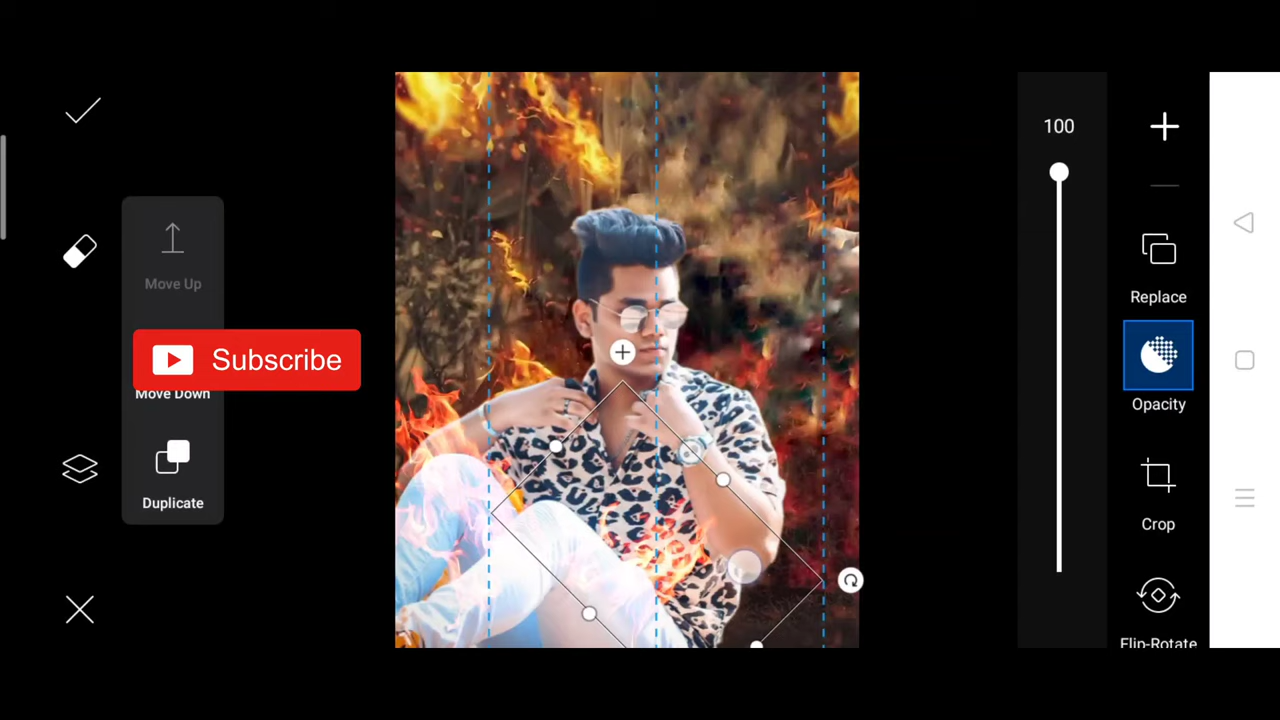 100
Move Up
Replace
Subscribe
Move Down
Opacity
Duplicate
Crop
Flip-Rotate